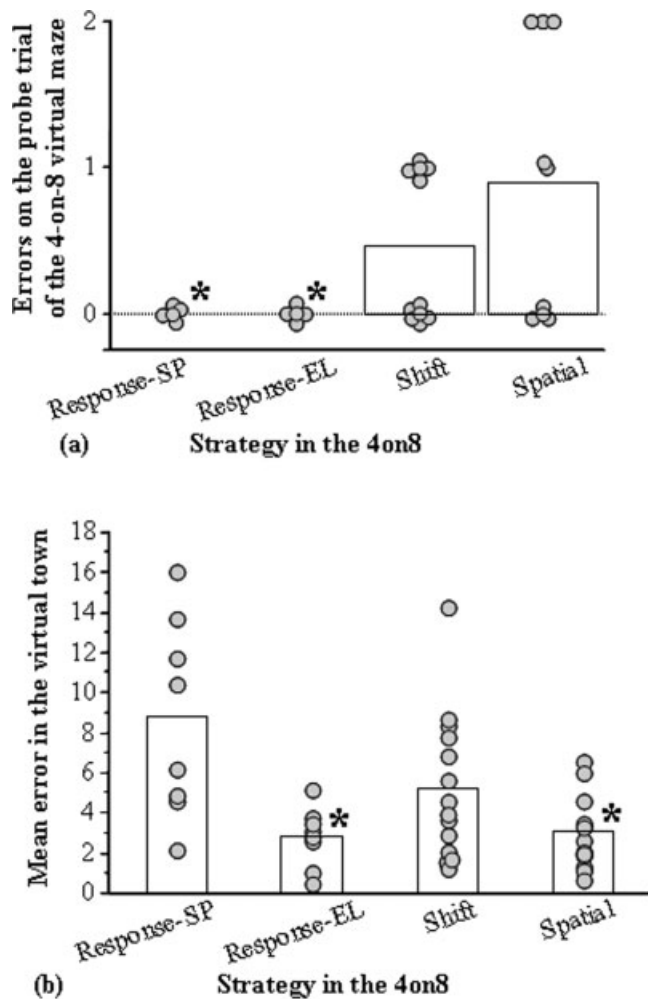 Errors on the probe trial
of the 4-on-8 virtual maze
2
1
0
*
*
Response-SP
Response-EL
Shift
Spatial
(a)
Strategy in the 4on8
Mean error in the virtual town
18
16
14
12
10
8
6
4
2
0
*
*
Response-SP
Response-EL
Shift
Spatial
(b)
Strategy in the 4on8